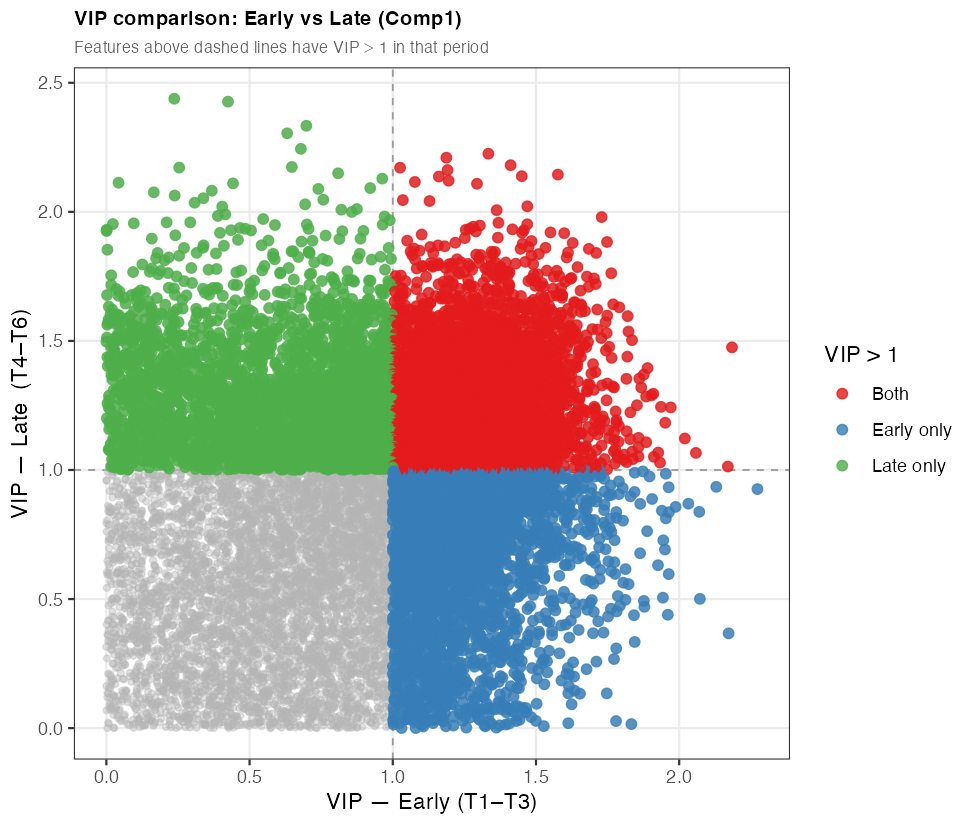 VIP comparison: Early vs Late (Comp1)
Features above dashed lines have VIP > 1 in that period
2.5
2.0
1.5
1.0
0.5
0.0
VIP — Late (T4–T6)
0.0 0.5 1.0 1.5 2.0
VIP — Early (T1–T3)
VIP > 1
Both
Early only
Late only